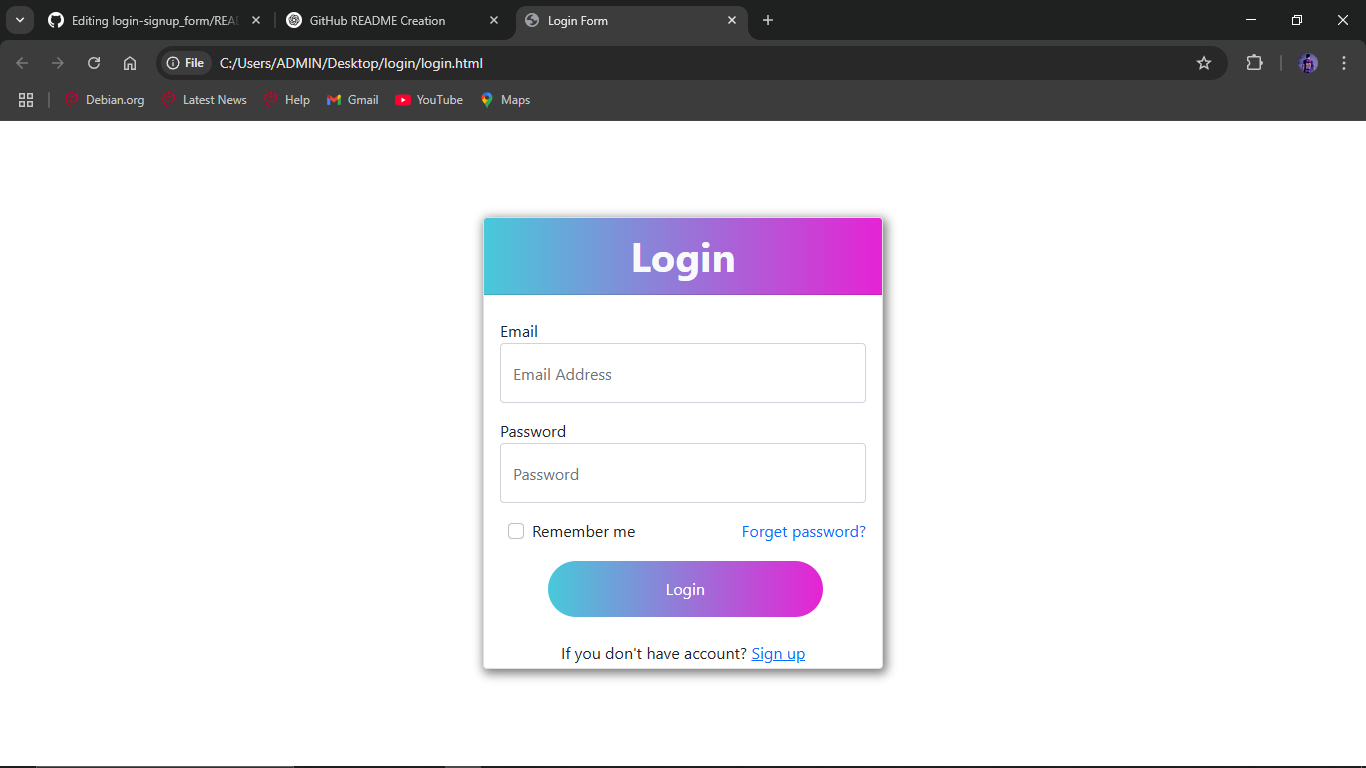 Editing login-signup_form/REA
GitHub README Creation
Login Form
File
C:/Users/ADMIN/Desktop/login/login.html
Debian.org
Latest News
Help
Gmail
YouTube
Maps
Login
Email
Email Address
Password
Password
Remember me
Forget password?
Login
If you don't have account? Sign up